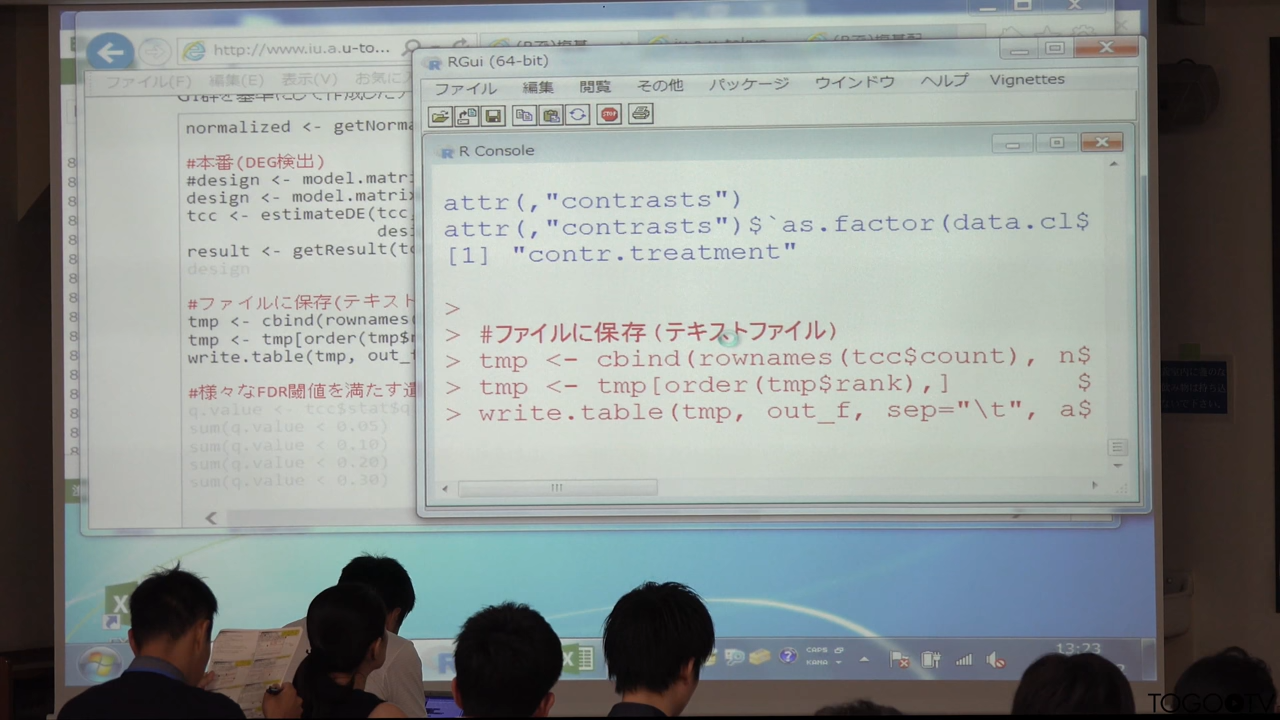 http://www.iu.a.u-to...
ファイル(F) 編集(E) 表示(V) お気に
normalized <- getNorma
#本番(DEG検出)
#design <- model.matri
design <- model.matrix
tcc <- estimateDE(tcc,
desi
result <- getResult(tc
design
#ファイルに保存(テキスト
tmp <- cbind(rownames(
tmp <- tmp[order(tmp$r
write.table(tmp, out_f
#様々なFDR閾値を満たす遺
q.value <- tcc$stat$q
sum(q.value < 0.05)
sum(q.value < 0.10)
sum(q.value < 0.20)
sum(q.value < 0.30)
RGui (64-bit)
ファイル 編集 閲覧 その他 パッケージ ウインドウ ヘルプ Vignettes
STOP
R Console
attr(,"contrasts")
attr(,"contrasts")$`as.factor(data.cl$
[1] "contr.treatment"
>
> #ファイルに保存(テキストファイル)
> tmp <- cbind(rownames(tcc$count), n$
> tmp <- tmp[order(tmp$rank),] $
> write.table(tmp, out_f, sep="\t", a$
CAPS
KANA
13:23
TOGOTV